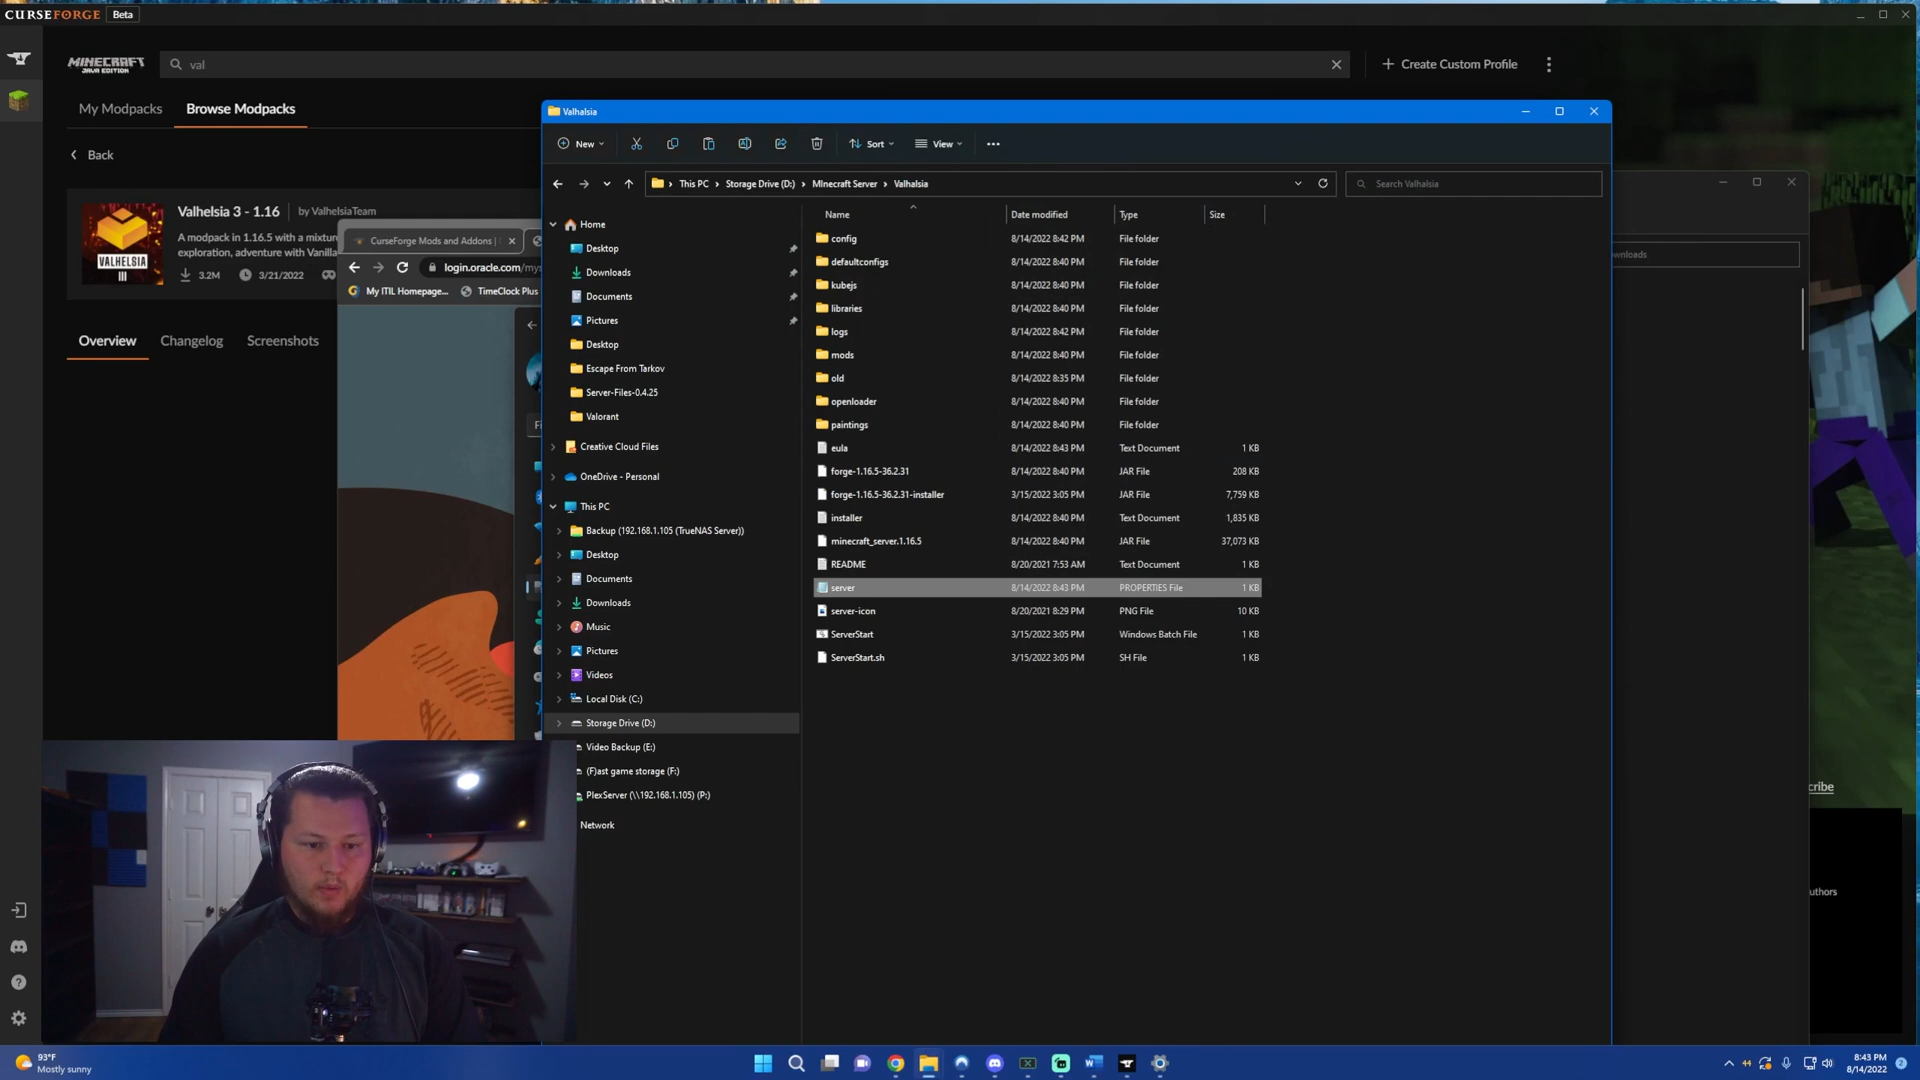 CURSEFORGE Beta
MINECRAFT
JAVA EDITION
val
Create Custom Profile
My Modpacks
Browse Modpacks
Back
Valhelsia 3 - 1.16
by ValhelsiaTeam
A modpack in 1.16.5 with a mixtur
exploration, adventure with Vanilla
3.2M
3/21/2022
VALHELSIA
III
Overview
Changelog
Screenshots
CurseForge Mods and Addons |
login.oracle.com/mys
My ITIL Homepage...
TimeClock Plus
Valhalsia
New
Sort
View
This PC
Storage Drive (D:)
MInecraft Server
Valhalsia
Search Valhalsia
Home
Desktop
Downloads
Documents
Pictures
Desktop
Escape From Tarkov
Server-Files-0.4.25
Valorant
Creative Cloud Files
OneDrive - Personal
This PC
Backup (192.168.1.105 (TrueNAS Server))
Desktop
Documents
Downloads
Music
Pictures
Videos
Local Disk (C:)
Storage Drive (D:)
Video Backup (E:)
(F)ast game storage (F:)
PlexServer (\\192.168.1.105) (P:)
Network
Name Date modified Type Size
config 8/14/2022 8:42 PM File folder
defaultconfigs 8/14/2022 8:40 PM File folder
kubejs 8/14/2022 8:40 PM File folder
libraries 8/14/2022 8:40 PM File folder
logs 8/14/2022 8:42 PM File folder
mods 8/14/2022 8:40 PM File folder
old 8/14/2022 8:35 PM File folder
openloader 8/14/2022 8:40 PM File folder
paintings 8/14/2022 8:40 PM File folder
eula 8/14/2022 8:43 PM Text Document 1 KB
forge-1.16.5-36.2.31 8/14/2022 8:40 PM JAR File 208 KB
forge-1.16.5-36.2.31-installer 3/15/2022 3:05 PM JAR File 7,759 KB
installer 8/14/2022 8:40 PM Text Document 1,835 KB
minecraft_server.1.16.5 8/14/2022 8:40 PM JAR File 37,073 KB
README 8/20/2021 7:53 AM Text Document 1 KB
server 8/14/2022 8:43 PM PROPERTIES File 1 KB
server-icon 8/20/2021 8:29 PM PNG File 10 KB
ServerStart 3/15/2022 3:05 PM Windows Batch File 1 KB
ServerStart.sh 3/15/2022 3:05 PM SH File 1 KB
wnloads
cribe
uthors
93°F
Mostly sunny
8:43 PM
8/14/2022
2